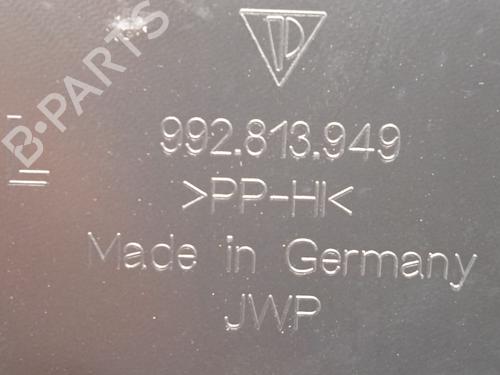 B-PARTS
992.813.949
>PP-HI<
Made in Germany
JWP